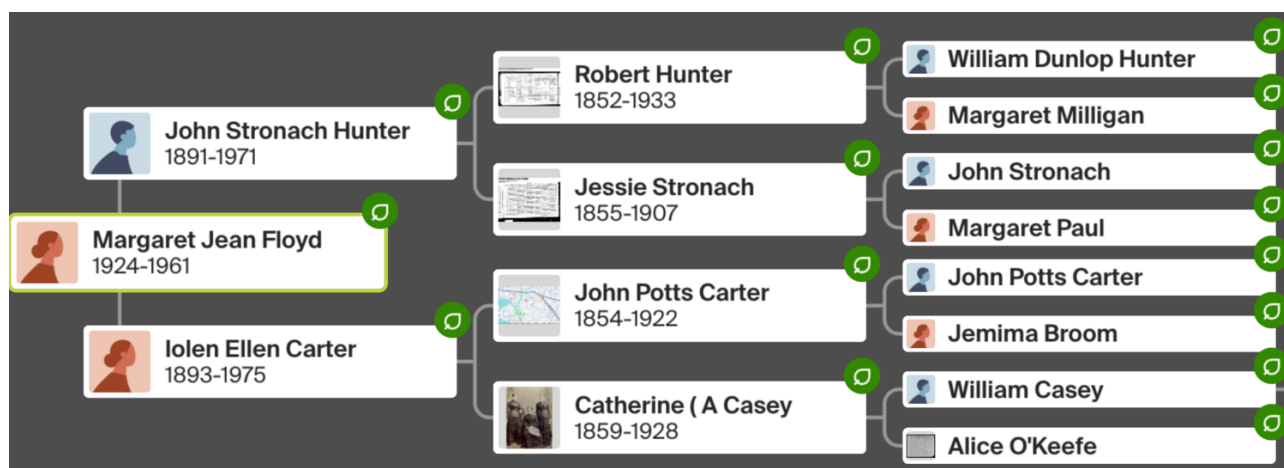 John Stronach Hunter
1891-1971
Margaret Jean Floyd
1924-1961
Iolen Ellen Carter
1893-1975
Robert Hunter
1852-1933
Jessie Stronach
1855-1907
John Potts Carter
1854-1922
Catherine ( A Casey
1859-1928
William Dunlop Hunter
Margaret Milligan
John Stronach
Margaret Paul
John Potts Carter
Jemima Broom
William Casey
Alice O'Keefe